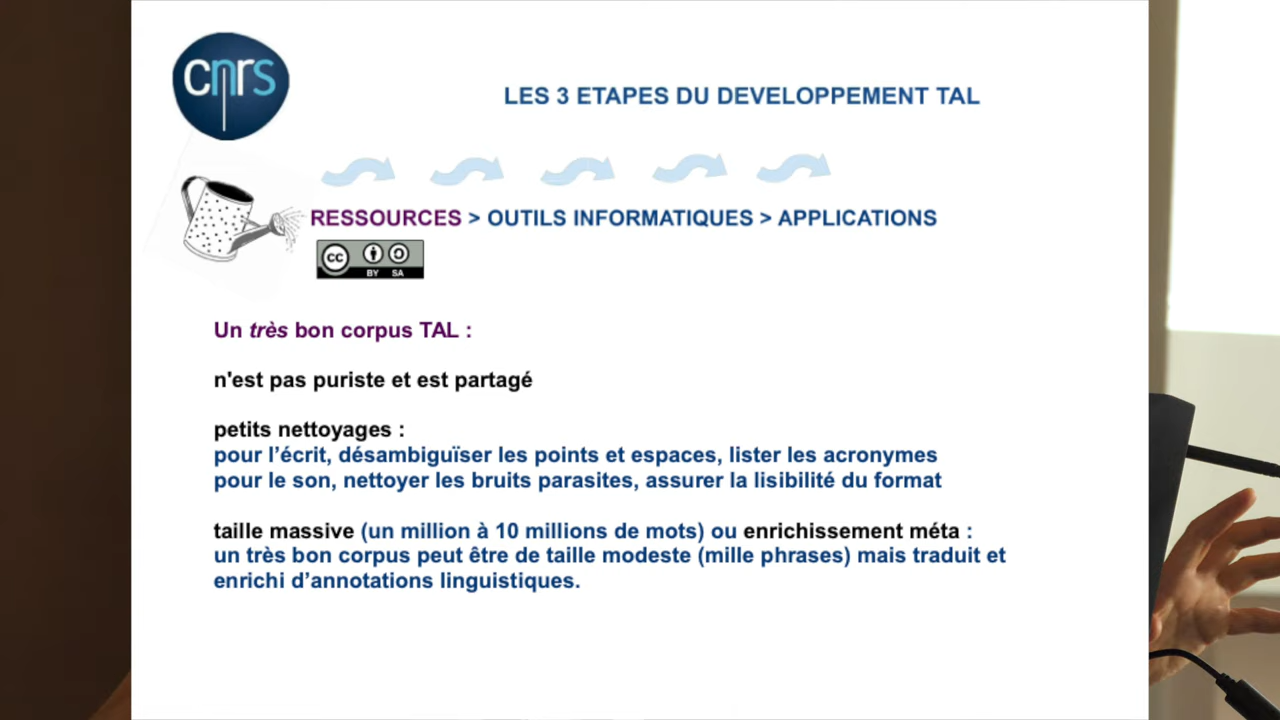 cnrs
LES 3 ETAPES DU DEVELOPPEMENT TAL
RESSOURCES > OUTILS INFORMATIQUES > APPLICATIONS
cc BY SA
Un très bon corpus TAL :
n'est pas puriste et est partagé
petits nettoyages :
pour l’écrit, désambiguïser les points et espaces, lister les acronymes
pour le son, nettoyer les bruits parasites, assurer la lisibilité du format
taille massive (un million à 10 millions de mots) ou enrichissement méta :
un très bon corpus peut être de taille modeste (mille phrases) mais traduit et
enrichi d’annotations linguistiques.